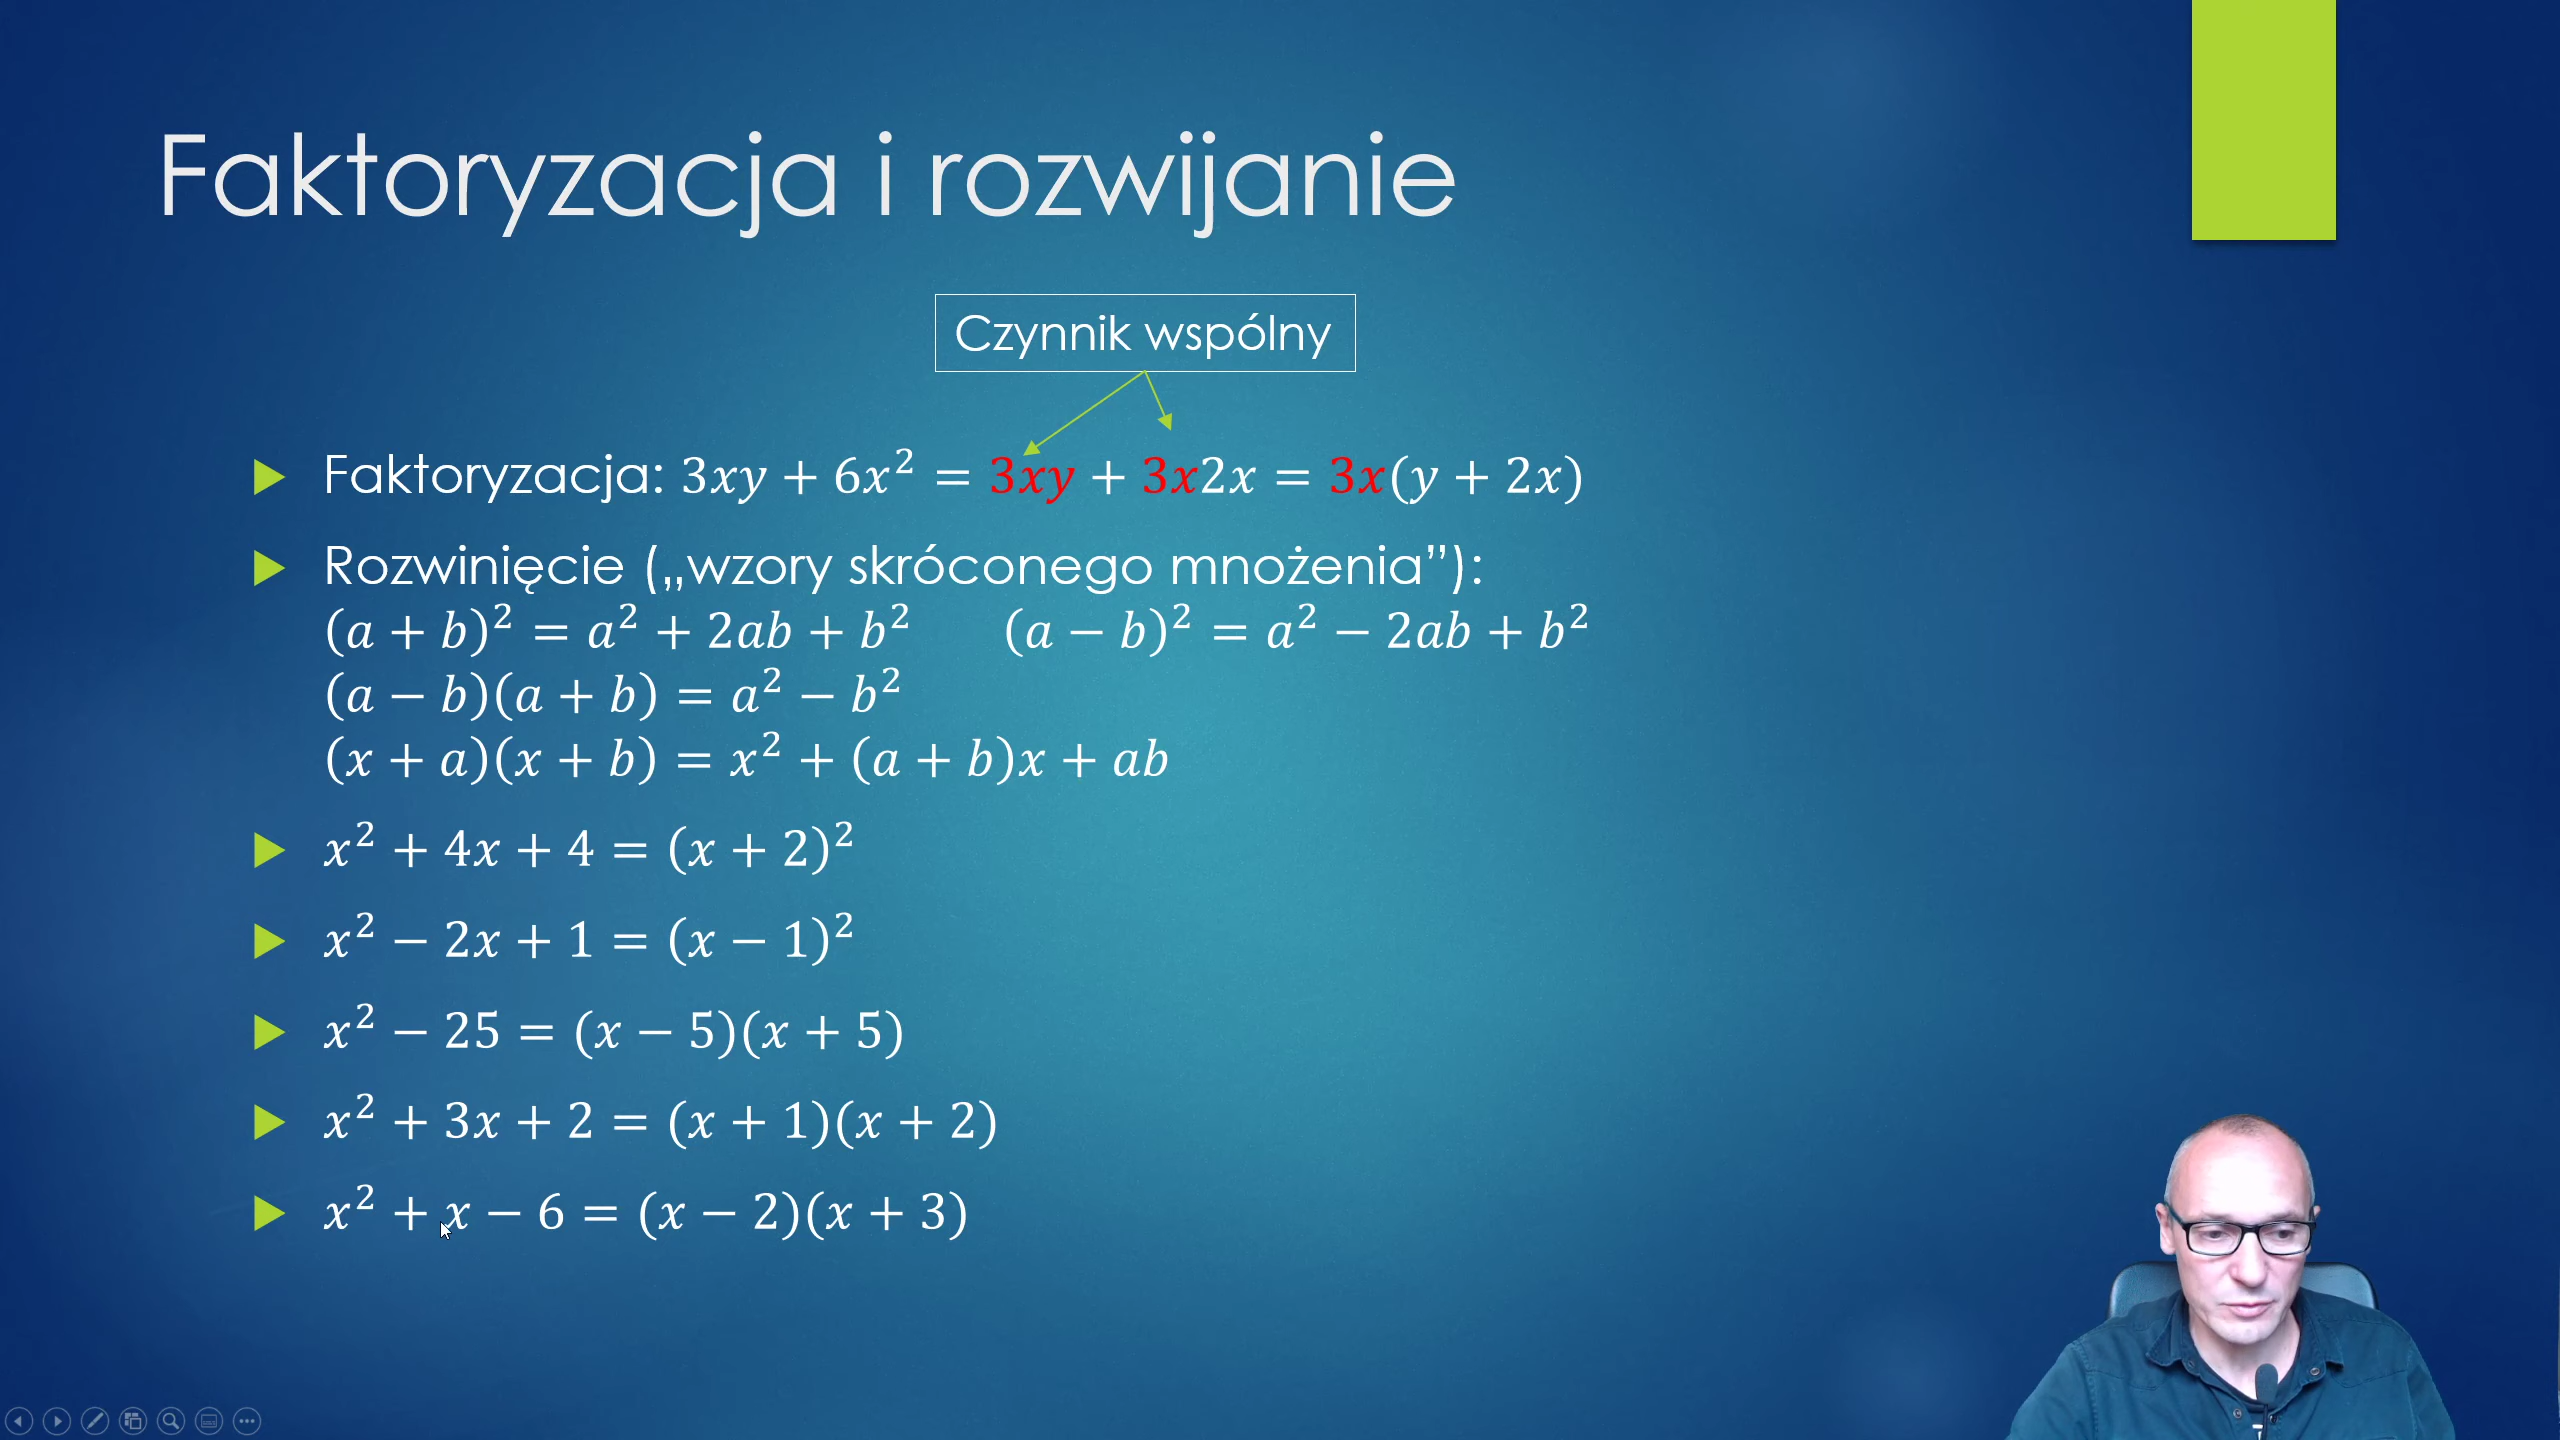 Faktoryzacja i rozwijanie
Czynnik wspólny
Faktoryzacja: 3xy + 6x² = 3xy + 3x2x = 3x(y + 2x)
Rozwinięcie („wzory skróconego mnożenia”):
(a + b)² = a² + 2ab + b² (a − b)² = a² − 2ab + b²
(a − b)(a + b) = a² − b²
(x + a)(x + b) = x² + (a + b)x + ab
x² + 4x + 4 = (x + 2)²
x² − 2x + 1 = (x − 1)²
x² − 25 = (x − 5)(x + 5)
x² + 3x + 2 = (x + 1)(x + 2)
x² + x − 6 = (x − 2)(x + 3)